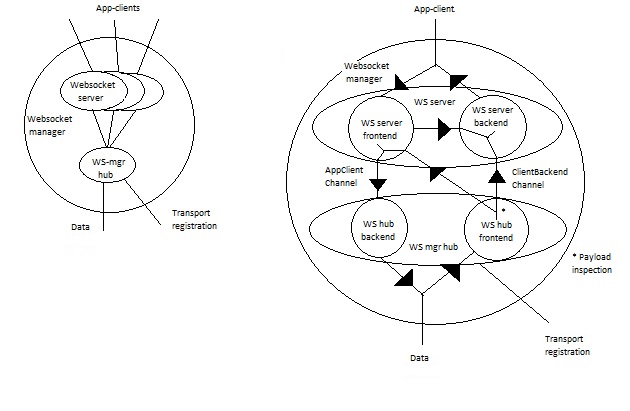 App-clients
Websocket
server
Websocket
manager
WS-mgr
hub
Data
Transport
registration
App-client
Websocket
manager
WS server
WS server
frontend
WS server
backend
AppClient
Channel
ClientBackend
Channel
*
WS hub
backend
WS hub
frontend
WS mgr hub
* Payload
inspection
Transport
registration
Data